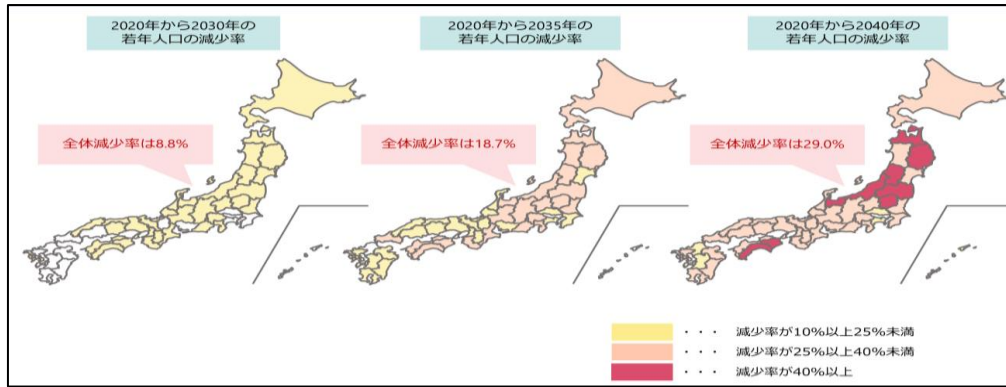 2020年から2030年の
若年人口の減少率
全体減少率は8.8%
2020年から2035年の
若年人口の減少率
全体減少率は18.7%
2020年から2040年の
若年人口の減少率
全体減少率は29.0%
・・・ 減少率が10%以上25%未満
・・・ 減少率が25%以上40%未満
・・・ 減少率が40%以上